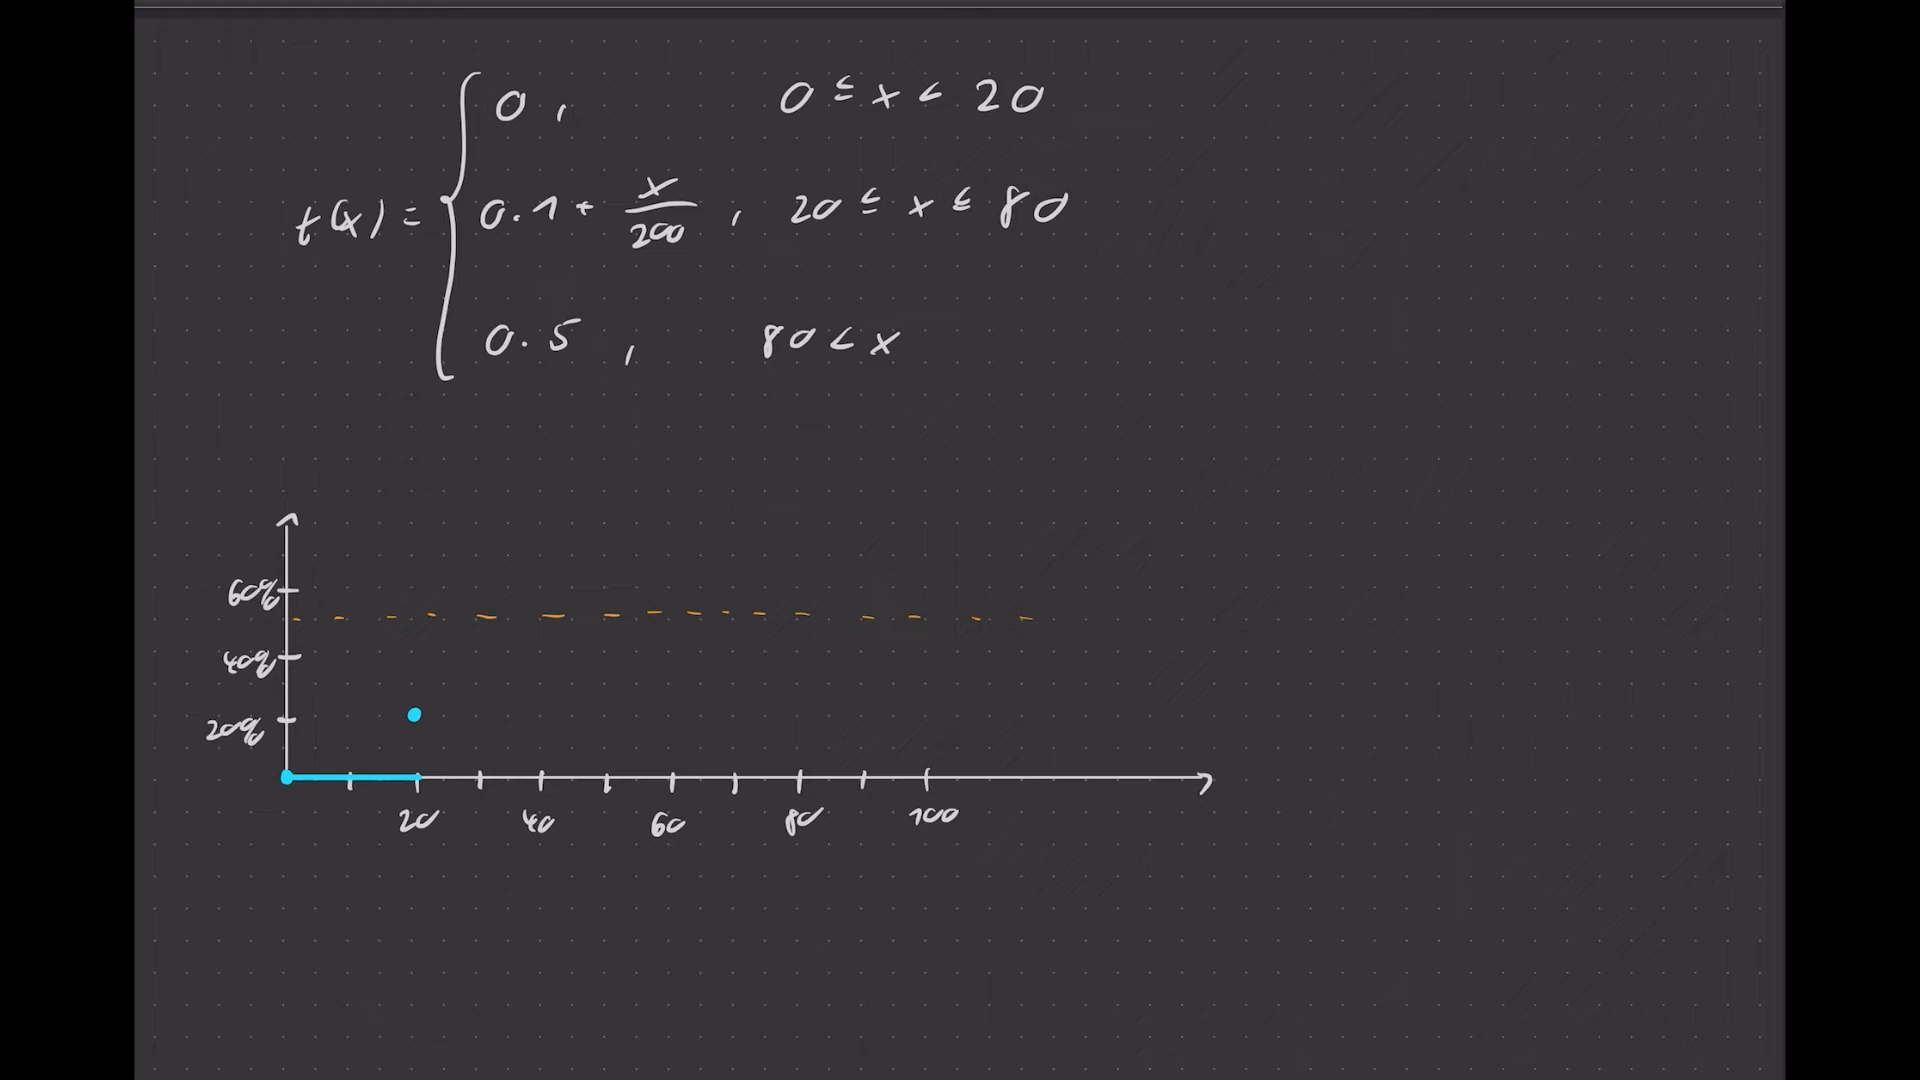 0, 0 ≤ x < 20
t(x) = 0.1 + x/200, 20 ≤ x ≤ 80
0.5, 80 < x
60%
40%
20%
20 40 60 80 100